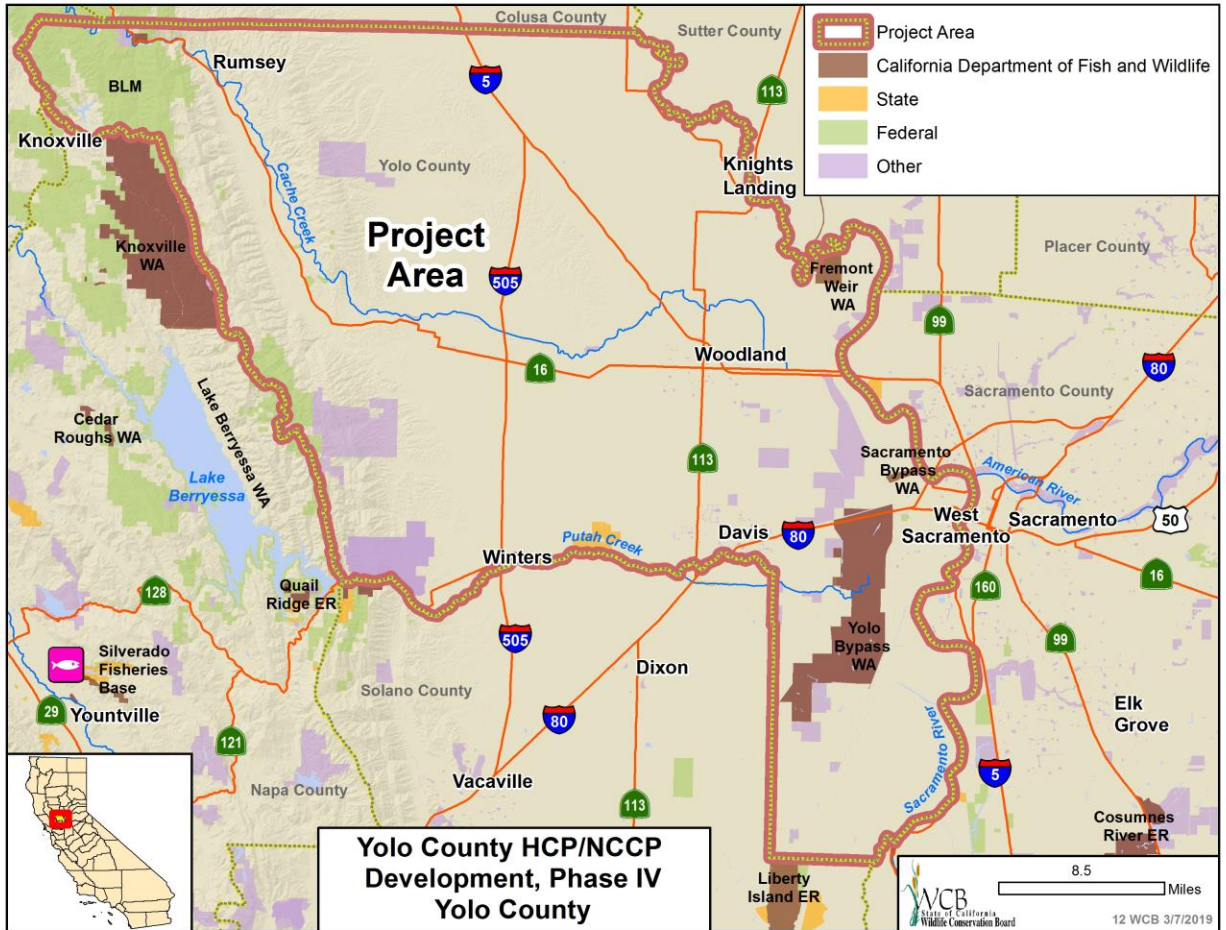 Colusa County
Sutter County
Project Area
California Department of Fish and Wildlife
State
Federal
Other
Rumsey
5
113
BLM
Knoxville
Yolo County
Cache Creek
Knights
Landing
Project
Area
Knoxville
WA
505
Fremont
Weir
WA
Placer County
99
Woodland
16
80
Sacramento County
Lake Berryessa WA
Cedar
Roughs WA
Lake
Berryessa
113
Sacramento
Bypass
WA
American River
West
Sacramento
Sacramento
50
Davis
80
Putah Creek
Winters
16
160
128
Quail
Ridge ER
505
Yolo
Bypass
WA
99
Silverado
Fisheries
Base
Dixon
Solano County
Elk
Grove
29
Yountville
121
80
Sacramento River
5
Vacaville
Napa County
113
Cosumnes
River ER
Yolo County HCP/NCCP
Development, Phase IV
Yolo County
Liberty
Island ER
8.5
Miles
WCB
State of California
Wildlife Conservation Board
12 WCB 3/7/2019